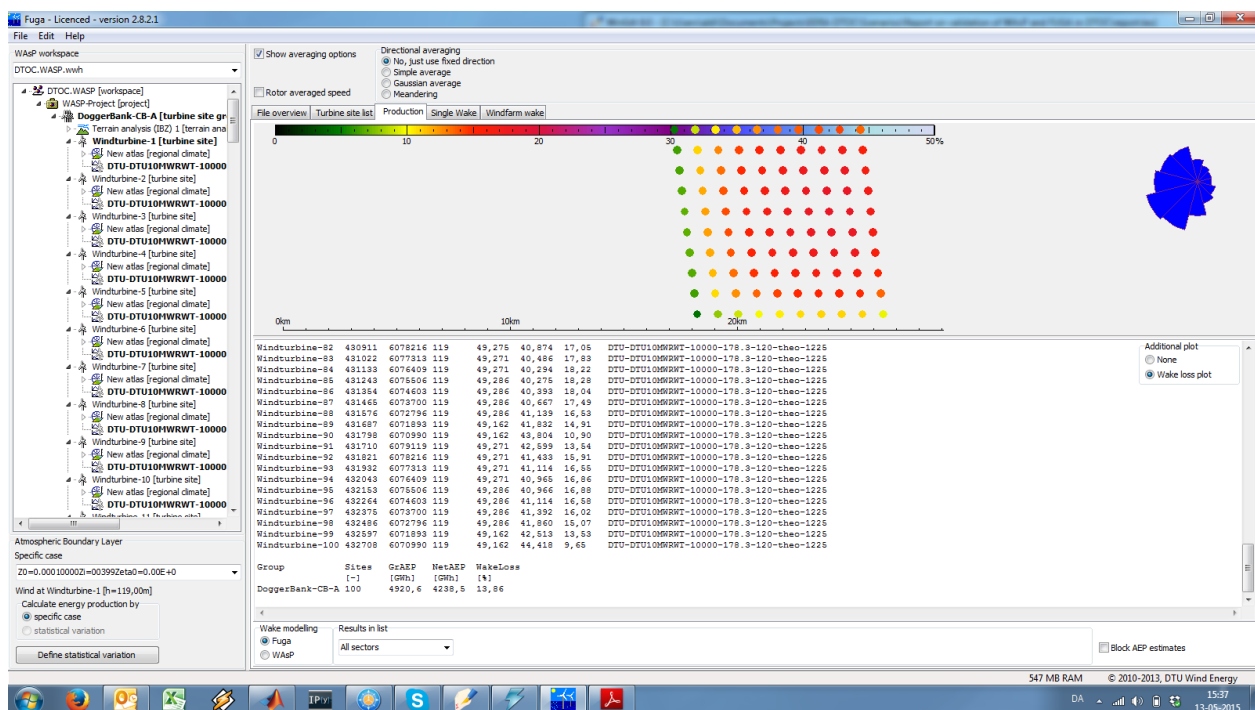 Fuga - Licenced - version 2.8.2.1
File Edit Help
WAsP workspace
DTOC.WASP.wwh
DTOC.WASP [workspace]
WASP-Project [project]
DoggerBank-CB-A [turbine site gr
Terrain analysis (IBZ) 1 [terrain ana
Windturbine-1 [turbine site]
New atlas [regional climate]
DTU-DTU10MWRWT-10000
Windturbine-2 [turbine site]
New atlas [regional climate]
DTU-DTU10MWRWT-10000
Windturbine-3 [turbine site]
New atlas [regional climate]
DTU-DTU10MWRWT-10000
Windturbine-4 [turbine site]
New atlas [regional climate]
DTU-DTU10MWRWT-10000
Windturbine-5 [turbine site]
New atlas [regional climate]
DTU-DTU10MWRWT-10000
Windturbine-6 [turbine site]
New atlas [regional climate]
DTU-DTU10MWRWT-10000
Windturbine-7 [turbine site]
New atlas [regional climate]
DTU-DTU10MWRWT-10000
Windturbine-8 [turbine site]
New atlas [regional climate]
DTU-DTU10MWRWT-10000
Windturbine-9 [turbine site]
New atlas [regional climate]
DTU-DTU10MWRWT-10000
Windturbine-10 [turbine site]
New atlas [regional climate]
DTU-DTU10MWRWT-10000
Windturbine-11 [turbine site]
Atmospheric Boundary Layer
Specific case
Z0=0.00010000Zi=00399Zeta0=0.00E+0
Wind at Windturbine-1 [h=119,00m]
Calculate energy production by
specific case
statistical variation
Define statistical variation
Show averaging options
Rotor averaged speed
Directional averaging
No, just use fixed direction
Simple average
Gaussian average
Meandering
File overview Turbine site list Production Single Wake Windfarm wake
0 10 20 30 40 50%
0km 10km 20km
Windturbine-82 430911 6078216 119 49,275 40,874 17,05 DTU-DTU10MWRWT-10000-178.3-120-theo-1225
Windturbine-83 431022 6077313 119 49,271 40,486 17,83 DTU-DTU10MWRWT-10000-178.3-120-theo-1225
Windturbine-84 431133 6076409 119 49,271 40,294 18,22 DTU-DTU10MWRWT-10000-178.3-120-theo-1225
Windturbine-85 431243 6075506 119 49,286 40,275 18,28 DTU-DTU10MWRWT-10000-178.3-120-theo-1225
Windturbine-86 431354 6074603 119 49,286 40,393 18,04 DTU-DTU10MWRWT-10000-178.3-120-theo-1225
Windturbine-87 431465 6073700 119 49,286 40,667 17,49 DTU-DTU10MWRWT-10000-178.3-120-theo-1225
Windturbine-88 431576 6072796 119 49,286 41,139 16,53 DTU-DTU10MWRWT-10000-178.3-120-theo-1225
Windturbine-89 431687 6071893 119 49,162 41,832 14,91 DTU-DTU10MWRWT-10000-178.3-120-theo-1225
Windturbine-90 431798 6070990 119 49,162 43,804 10,90 DTU-DTU10MWRWT-10000-178.3-120-theo-1225
Windturbine-91 431710 6079119 119 49,271 42,599 13,54 DTU-DTU10MWRWT-10000-178.3-120-theo-1225
Windturbine-92 431821 6078216 119 49,271 41,433 15,91 DTU-DTU10MWRWT-10000-178.3-120-theo-1225
Windturbine-93 431932 6077313 119 49,271 41,114 16,55 DTU-DTU10MWRWT-10000-178.3-120-theo-1225
Windturbine-94 432043 6076409 119 49,271 40,965 16,86 DTU-DTU10MWRWT-10000-178.3-120-theo-1225
Windturbine-95 432153 6075506 119 49,286 40,966 16,88 DTU-DTU10MWRWT-10000-178.3-120-theo-1225
Windturbine-96 432264 6074603 119 49,286 41,114 16,58 DTU-DTU10MWRWT-10000-178.3-120-theo-1225
Windturbine-97 432375 6073700 119 49,286 41,392 16,02 DTU-DTU10MWRWT-10000-178.3-120-theo-1225
Windturbine-98 432486 6072796 119 49,286 41,860 15,07 DTU-DTU10MWRWT-10000-178.3-120-theo-1225
Windturbine-99 432597 6071893 119 49,162 42,513 13,53 DTU-DTU10MWRWT-10000-178.3-120-theo-1225
Windturbine-100 432708 6070990 119 49,162 44,418 9,65 DTU-DTU10MWRWT-10000-178.3-120-theo-1225
Group Sites GrAEP NetAEP WakeLoss
[-] [GWh] [GWh] [%]
DoggerBank-CB-A 100 4920,6 4238,5 13,86
Additional plot
None
Wake loss plot
Wake modelling
Fuga
WAsP
Results in list
All sectors
Block AEP estimates
547 MB RAM © 2010-2013, DTU Wind Energy
IP[y]
DA
15:37
13-05-2015